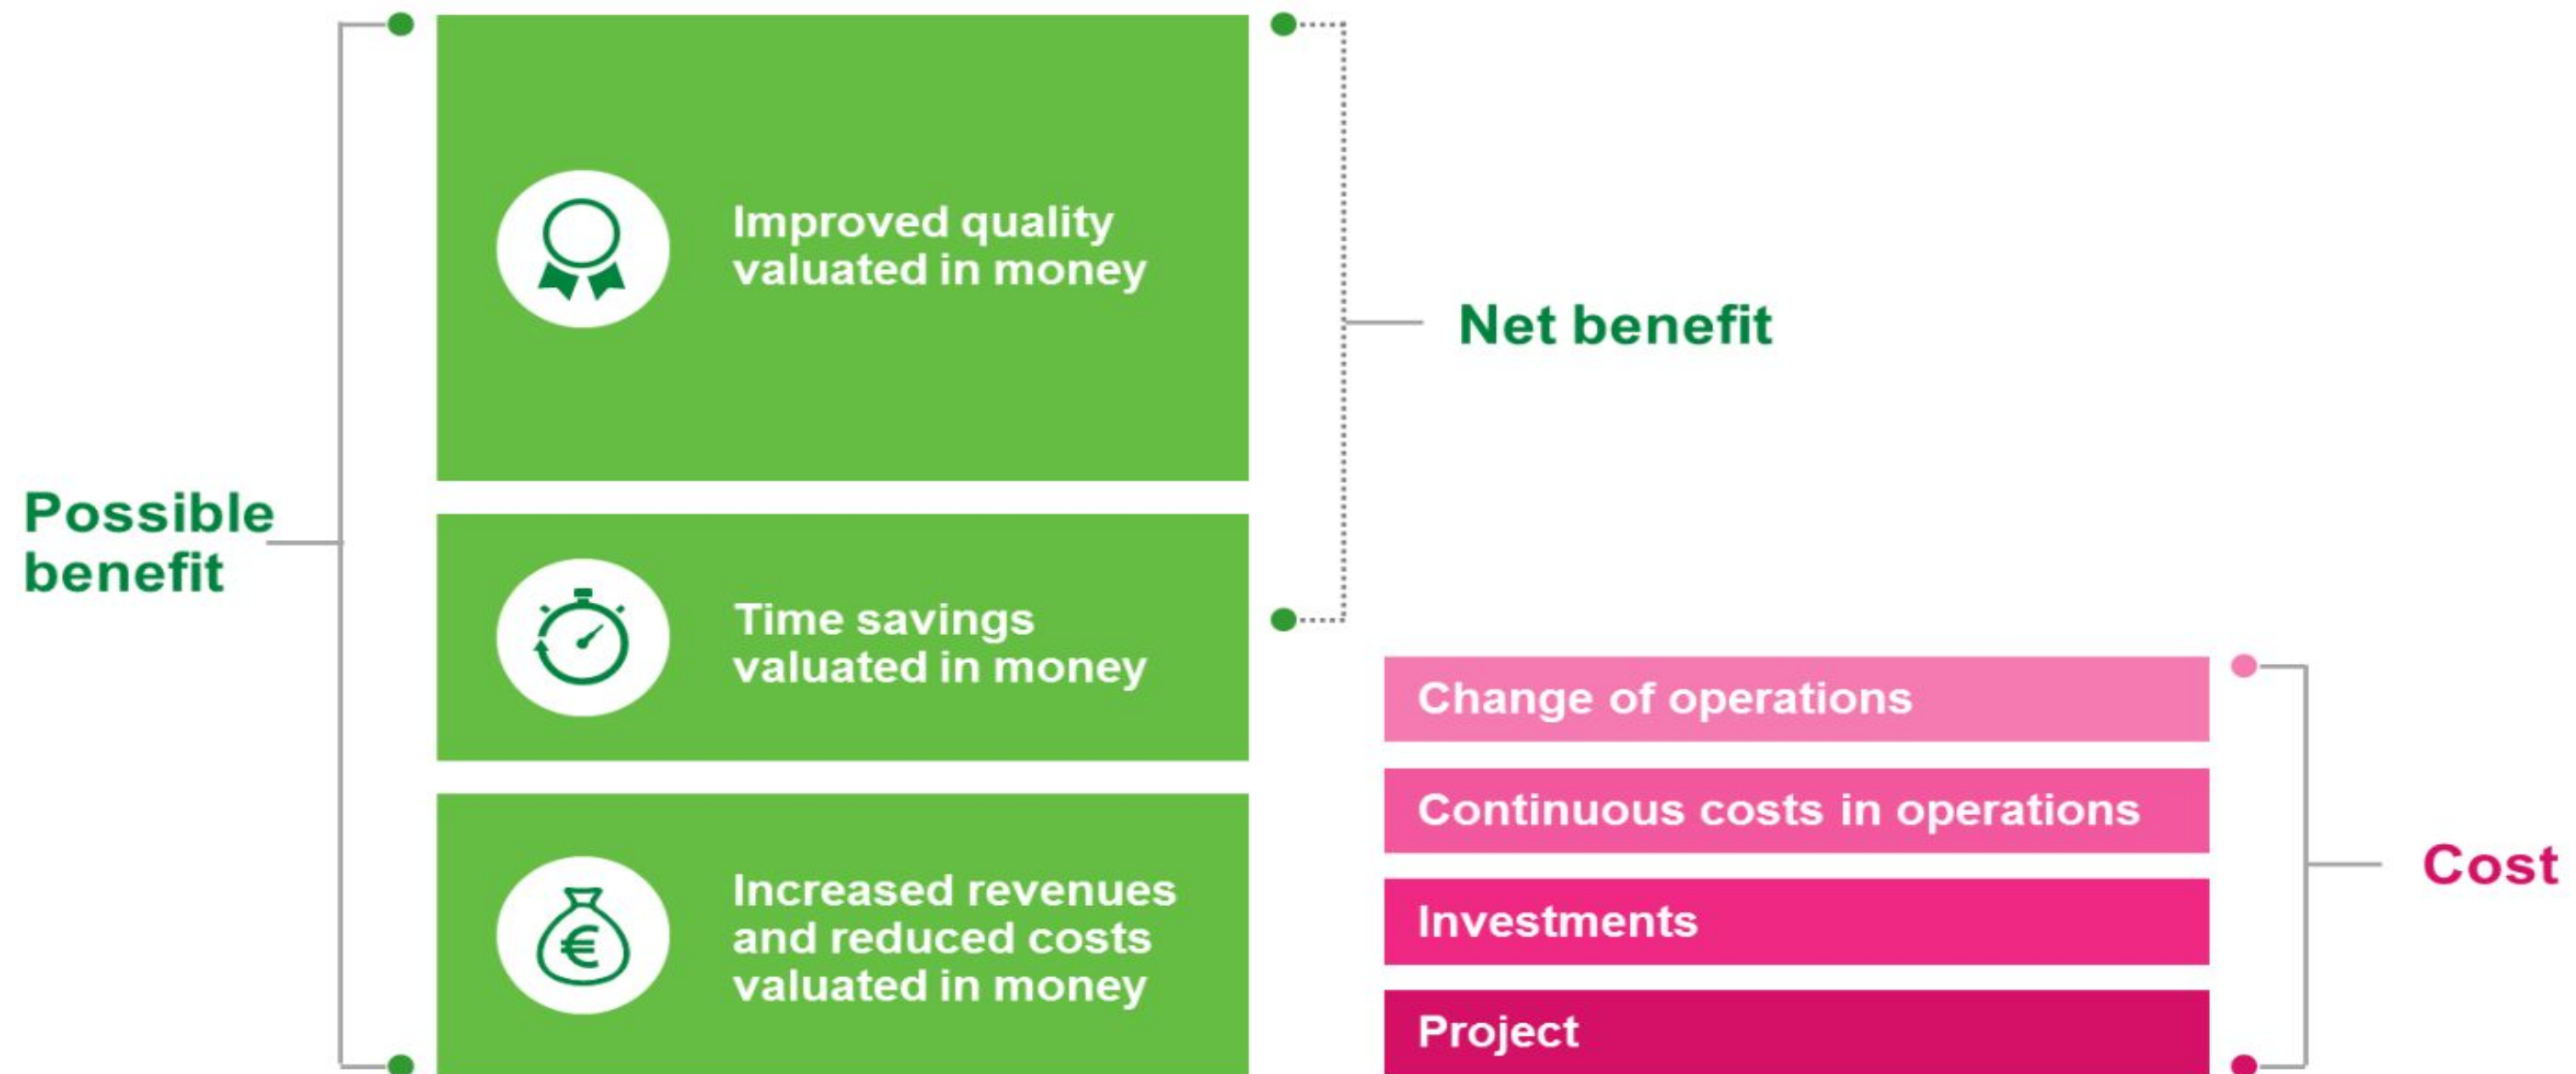 Possible
benefit
Improved quality
valuated in money
Time savings
valuated in money
€
Increased revenues
and reduced costs
valuated in money
Net benefit
Change of operations
Continuous costs in operations
Investments
Project
Cost